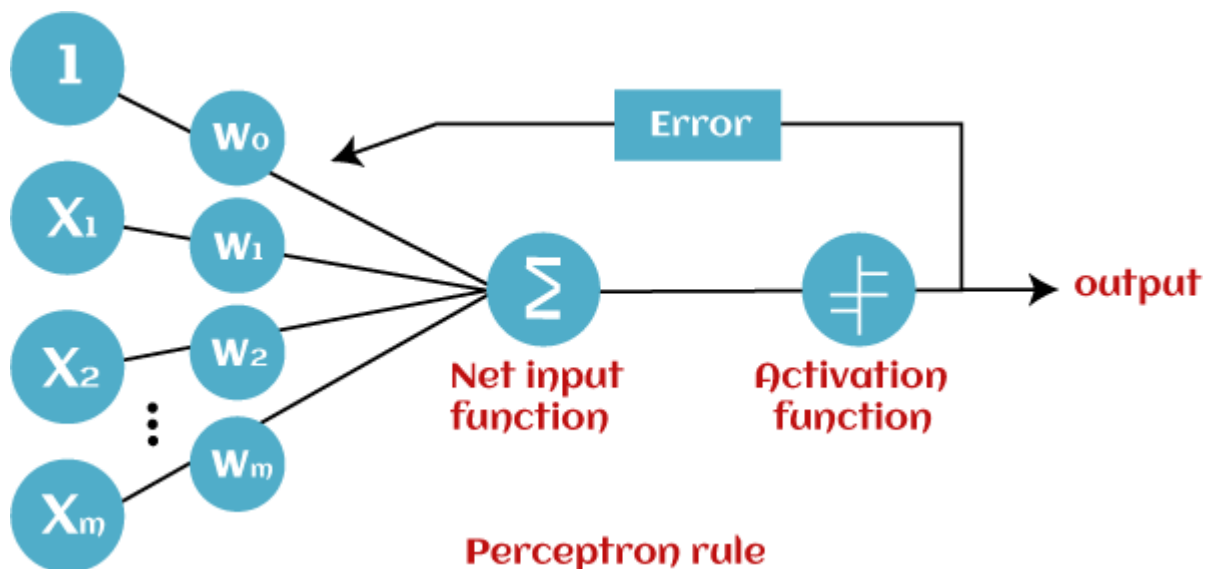 1
W0
Error
X1
W1
Σ
output
X2
W2
Net input
function
Activation
function
Xm
Wm
Perceptron rule